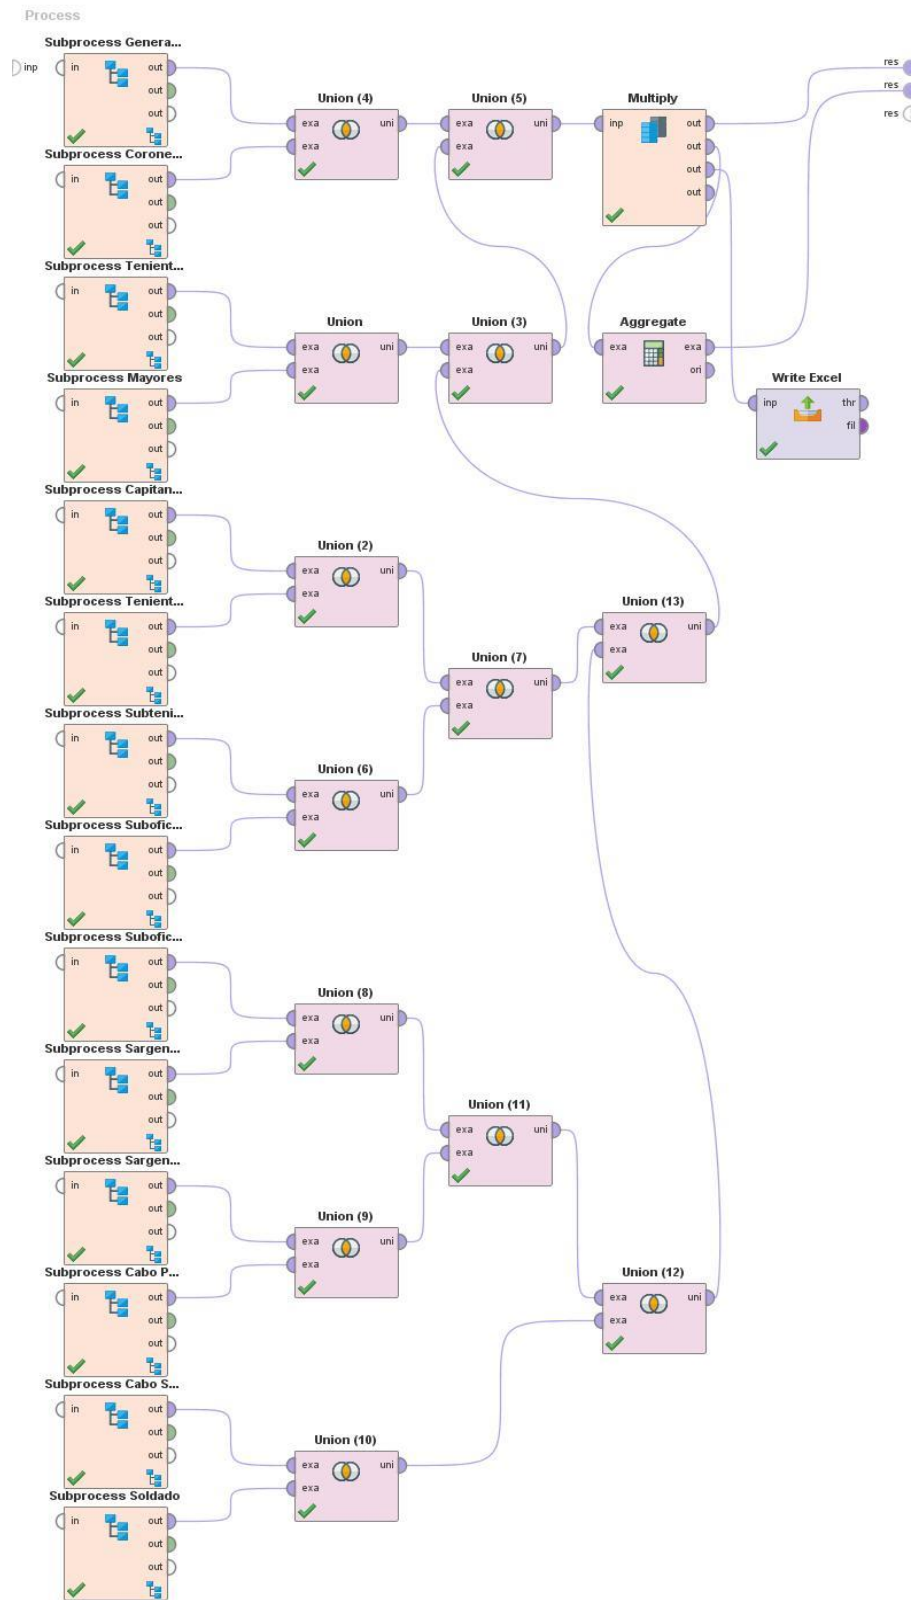 Process
Subprocess Genera...
inp
in
out
out
out
Union (4)
exa
uni
exa
Union (5)
exa
uni
exa
Multiply
inp
out
out
out
out
res
res
res
Subprocess Corone...
in
out
out
out
Subprocess Tenient...
in
out
out
out
Union
exa
uni
exa
Union (3)
exa
uni
exa
Aggregate
exa
exa
ori
Write Excel
inp
thr
fil
Subprocess Mayores
in
out
out
out
Subprocess Capitan...
in
out
out
out
Union (2)
exa
uni
exa
Subprocess Tenient...
in
out
out
out
Union (7)
exa
uni
exa
Union (13)
exa
uni
exa
Subprocess Subteni...
in
out
out
out
Union (6)
exa
uni
exa
Subprocess Subofic...
in
out
out
out
Subprocess Subofic...
in
out
out
out
Union (8)
exa
uni
exa
Subprocess Sargen...
in
out
out
out
Union (11)
exa
uni
exa
Subprocess Sargen...
in
out
out
out
Union (9)
exa
uni
exa
Subprocess Cabo P...
in
out
out
out
Union (12)
exa
uni
exa
Subprocess Cabo S...
in
out
out
out
Union (10)
exa
uni
exa
Subprocess Soldado
in
out
out
out